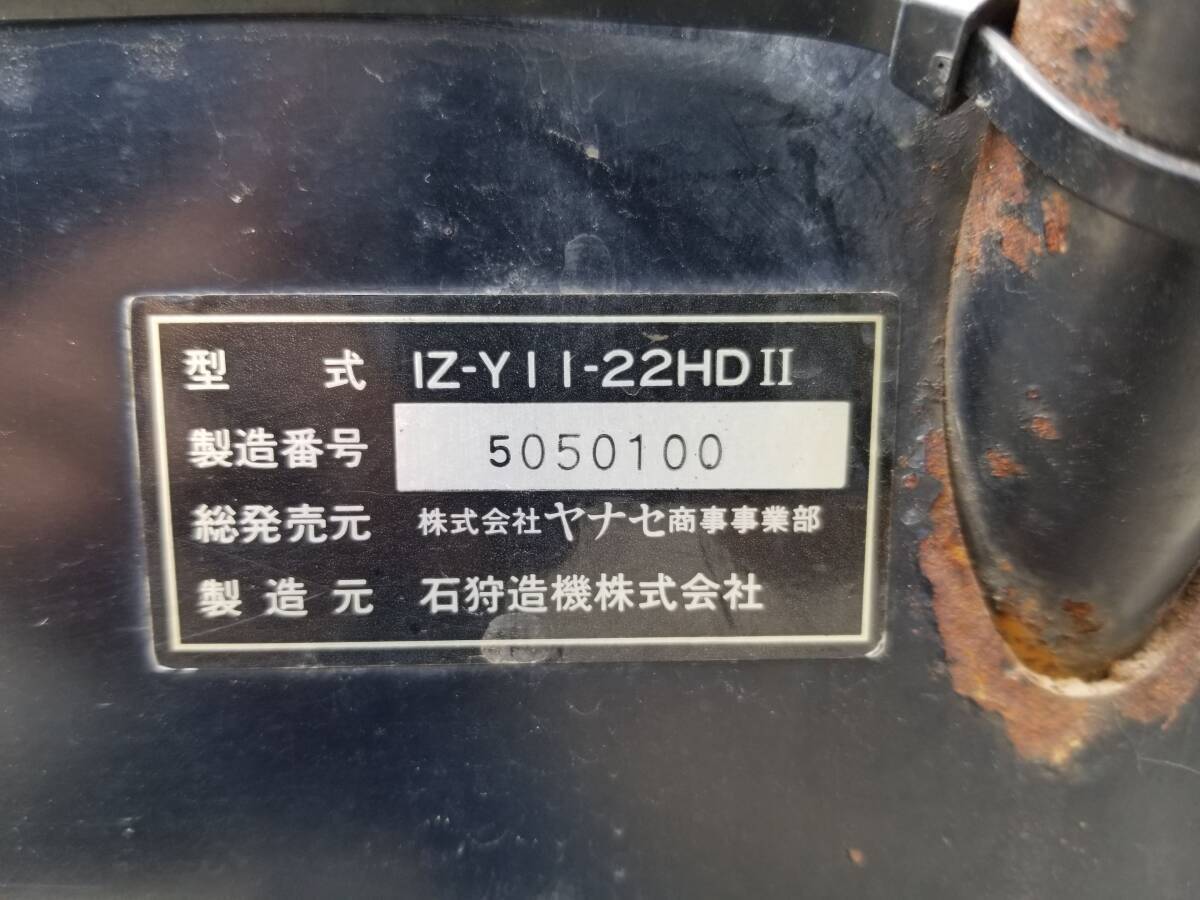 型式 IZ-Y11-22HDII
製造番号 5050100
総発売元 株式会社ヤナセ商事事業部
製造元 石狩造機株式会社